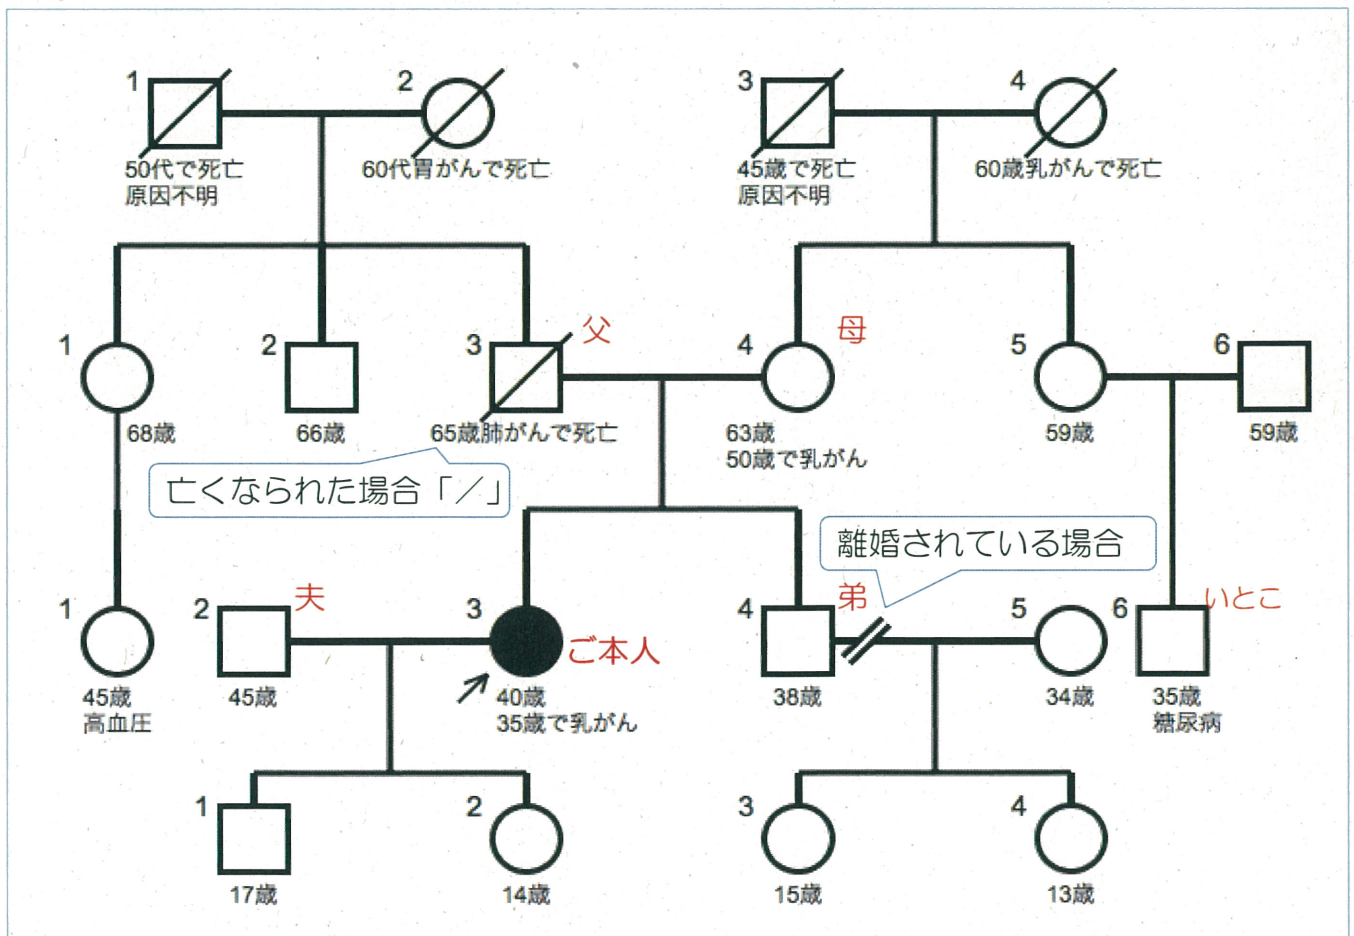 1
2
3
4
50代で死亡
原因不明
60代胃がんで死亡
45歳で死亡
原因不明
60歳乳がんで死亡
1
2
3
父
4
母
5
6
68歳
66歳
65歳肺がんで死亡
63歳
50歳で乳がん
59歳
59歳
亡くなられた場合「／」
離婚されている場合
1
2
夫
3
ご本人
4
弟
5
6
いとこ
45歳
高血圧
45歳
40歳
35歳で乳がん
38歳
34歳
35歳
糖尿病
1
2
3
4
17歳
14歳
15歳
13歳